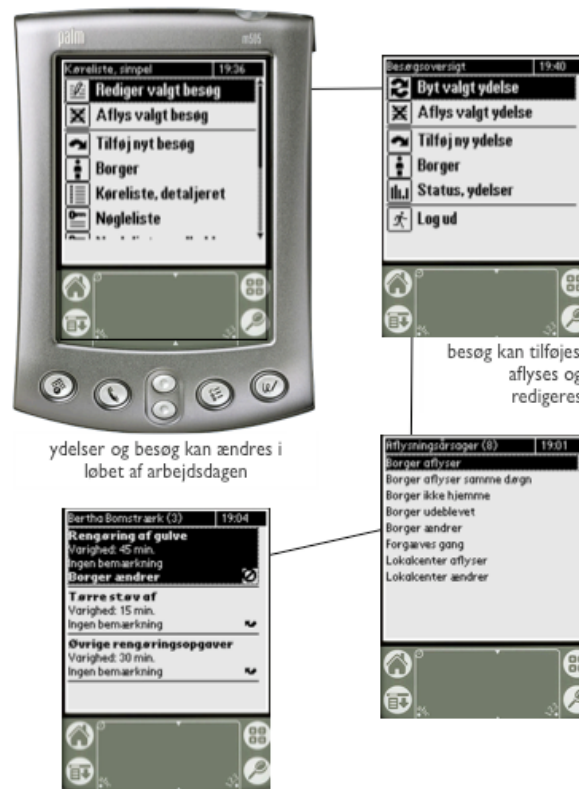 palm
m515
Køreliste, simpel 19:36
Rediger valgt besøg
Aflys valgt besøg
Tilføj nyt besøg
Borger
Køreliste, detaljeret
Nøgleliste
ydelser og besøg kan ændres i
løbet af arbejdsdagen
Besøgsoversigt 19:40
Byt valgt ydelse
Aflys valgt ydelse
Tilføj ny ydelse
Borger
Status, ydelser
Log ud
besøg kan tilføjes
aflyses og
redigeres
Aflysningsårsager (8) 19:01
Borger aflyser
Borger aflyser samme døgn
Borger ikke hjemme
Borger udeblevet
Borger ændrer
Forgæves gang
Lokalcenter aflyser
Lokalcenter ændrer
Bertha Bomstrærk (3) 19:04
Rengøring af gulve
Varighed: 45 min.
Ingen bemærkning
Borger ændrer
Tørre støv af
Varighed: 15 min.
Ingen bemærkning
Øvrige rengøringsopgaver
Varighed: 30 min.
Ingen bemærkning